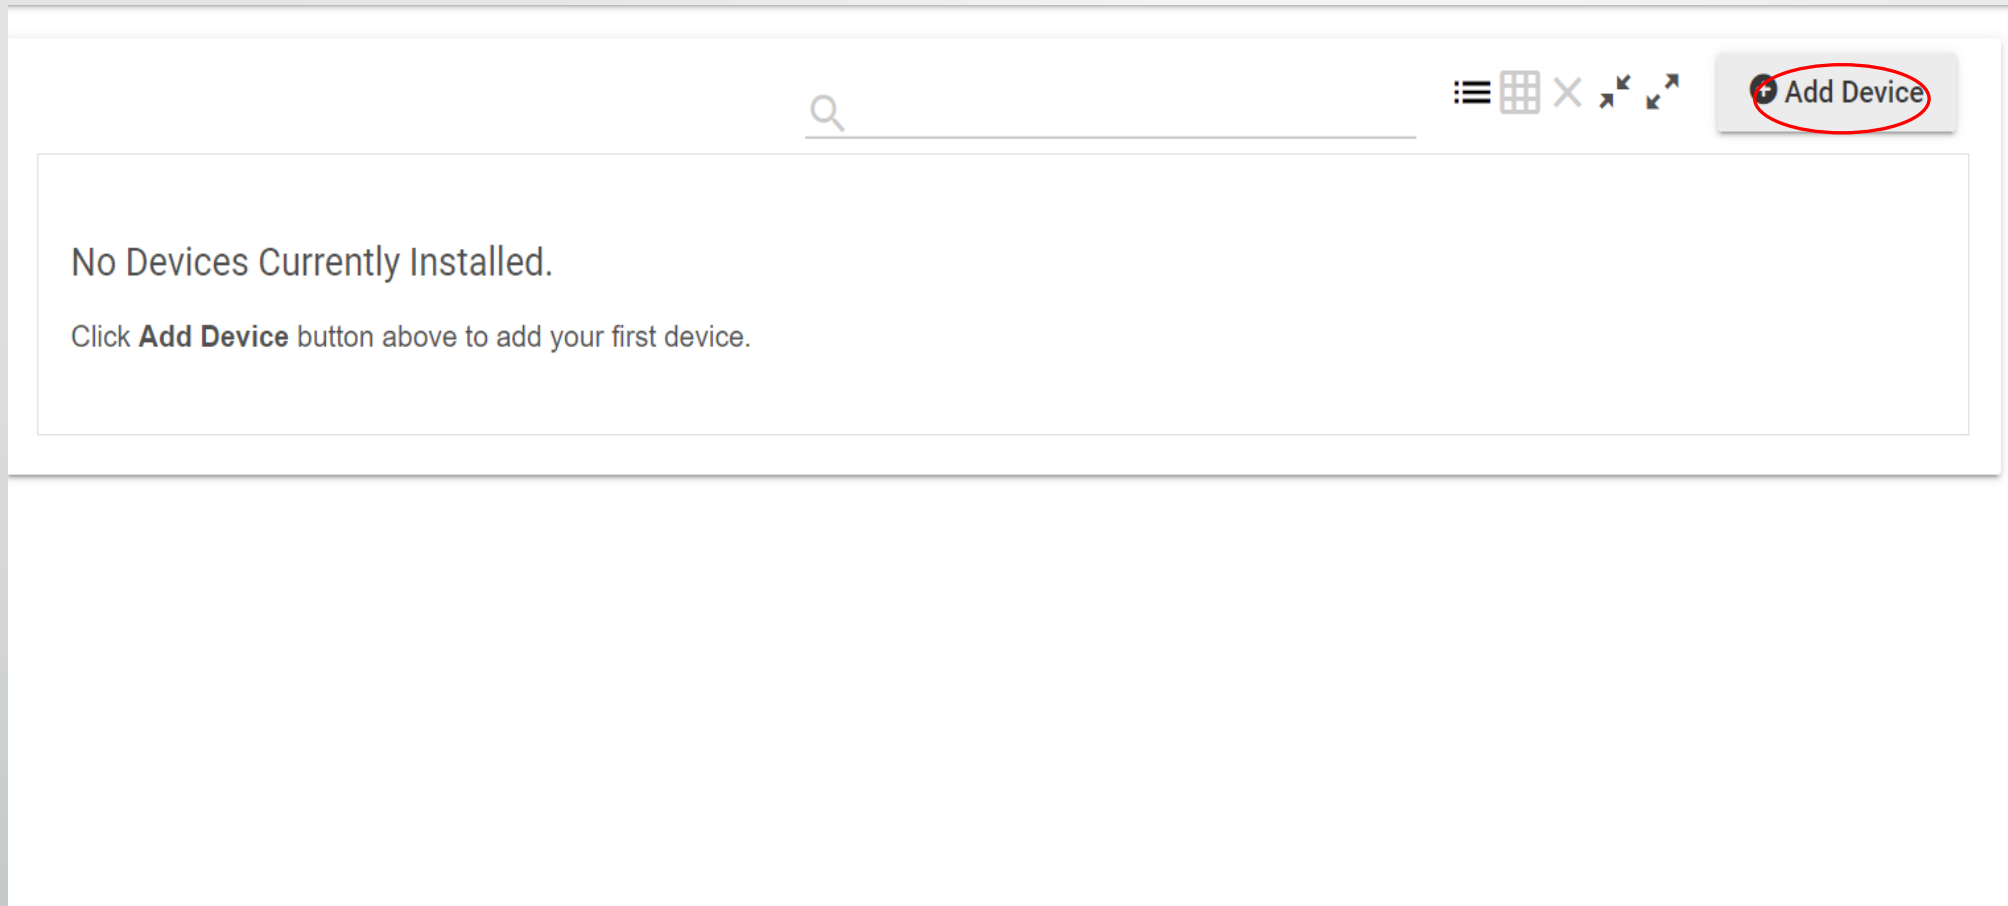 Add Device
No Devices Currently Installed.
Click Add Device button above to add your first device.